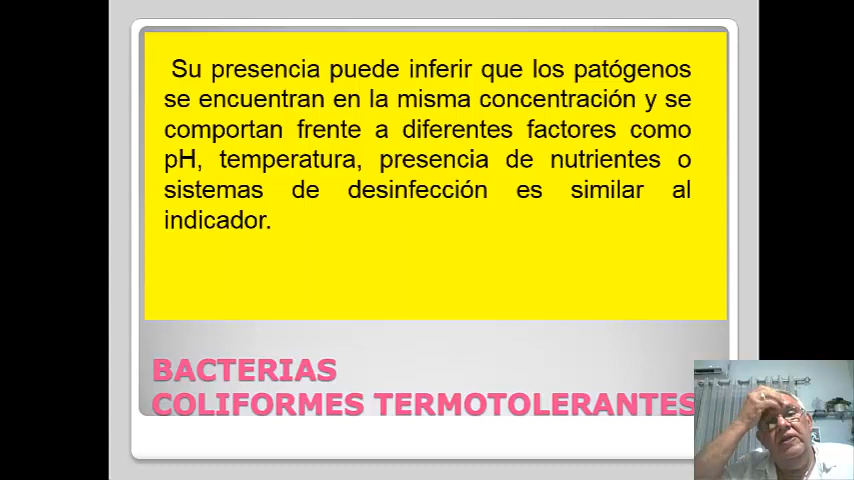 Su presencia puede inferir que los patógenos
se encuentran en la misma concentración y se
comportan frente a diferentes factores como
pH, temperatura, presencia de nutrientes o
sistemas de desinfección es similar al
indicador.
BACTERIAS
COLIFORMES TERMOTOLERANTES